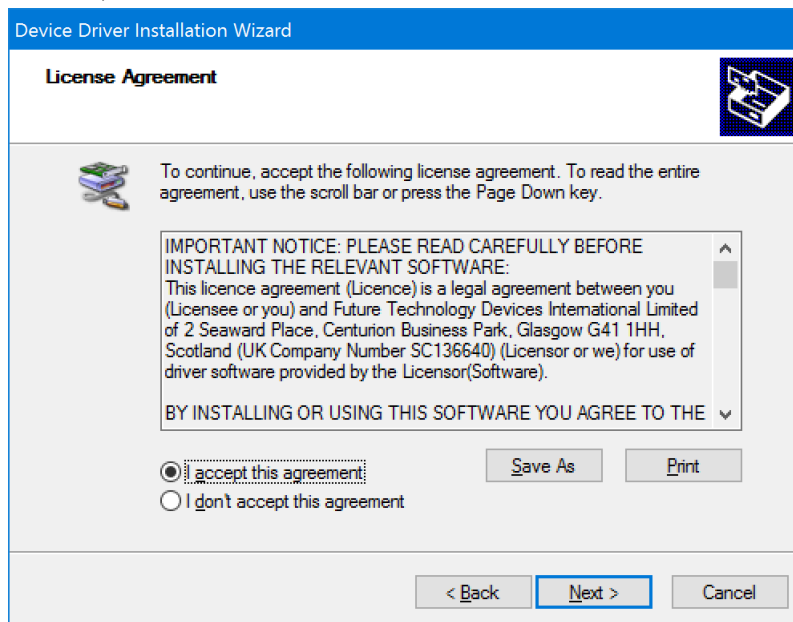 Device Driver Installation Wizard
License Agreement
To continue, accept the following license agreement. To read the entire
agreement, use the scroll bar or press the Page Down key.
IMPORTANT NOTICE: PLEASE READ CAREFULLY BEFORE
INSTALLING THE RELEVANT SOFTWARE:
This licence agreement (Licence) is a legal agreement between you
(Licensee or you) and Future Technology Devices International Limited
of 2 Seaward Place, Centurion Business Park, Glasgow G41 1HH,
Scotland (UK Company Number SC136640) (Licensor or we) for use of
driver software provided by the Licensor(Software).
BY INSTALLING OR USING THIS SOFTWARE YOU AGREE TO THE
I accept this agreement
Save As
Print
I don't accept this agreement
< Back
Next >
Cancel